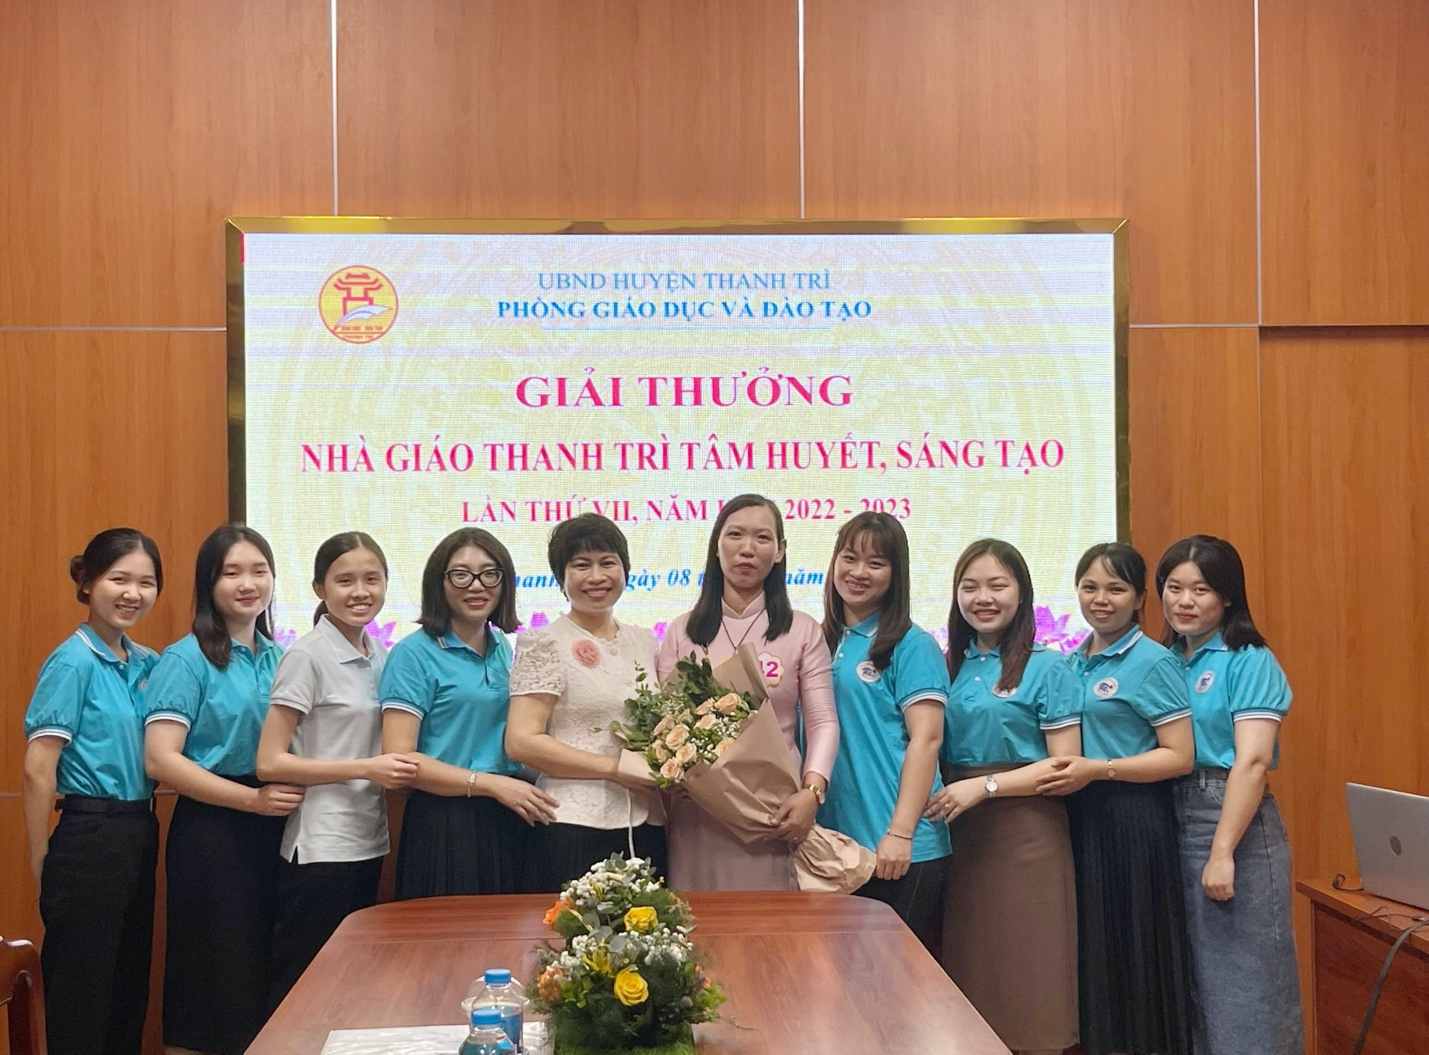 UBND HUYỆN THANH TRÌ
PHÒNG GIÁO DỤC VÀ ĐÀO TẠO
GIẢI THƯỞNG
NHÀ GIÁO THANH TRÌ TÂM HUYẾT, SÁNG TẠO
LẦN THỨ VII, NĂM 2022 - 2023
ngày 08 năm
12